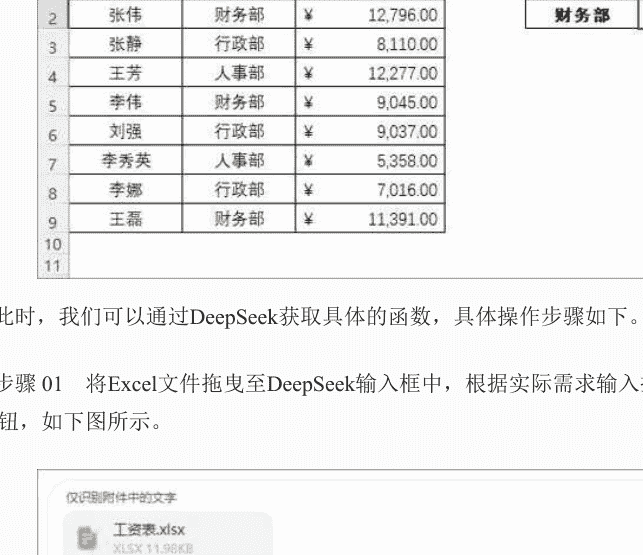 2 张伟 财务部 ¥ 12,796.00 财务部
3 张静 行政部 ¥ 8,110.00
4 王芳 人事部 ¥ 12,277.00
5 李伟 财务部 ¥ 9,045.00
6 刘强 行政部 ¥ 9,037.00
7 李秀英 人事部 ¥ 5,358.00
8 李娜 行政部 ¥ 7,016.00
9 王磊 财务部 ¥ 11,391.00
10
11
此时，我们可以通过DeepSeek获取具体的函数，具体操作步骤如下。
步骤 01 将Excel文件拖曳至DeepSeek输入框中，根据实际需求输入
钮，如下图所示。
仅识别附件中的文字
工资表.xlsx
XLSX 11.98KB